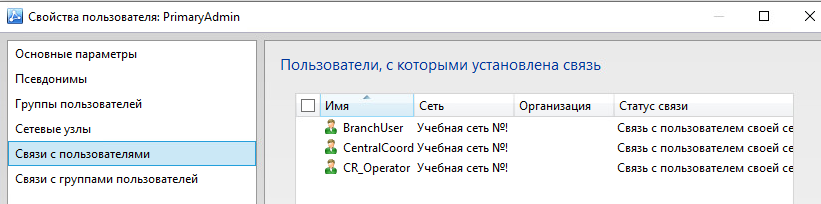 Свойства пользователя: PrimaryAdmin
Основные параметры
Псевдонимы
Группы пользователей
Сетевые узлы
Связи с пользователями
Связи с группами пользователей
Пользователи, с которыми установлена связь
Имя Сеть Организация Статус связи
BranchUser Учебная сеть №! Связь с пользователем своей се
CentralCoord Учебная сеть №! Связь с пользователем своей се
CR_Operator Учебная сеть №! Связь с пользователем своей се